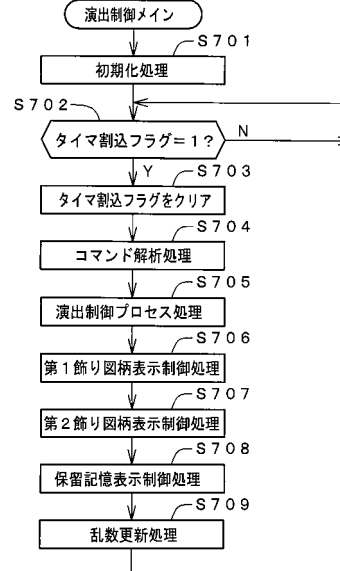 演出制御メイン
S701
初期化処理
S702
タイマ割込フラグ=1?
N
Y
S703
タイマ割込フラグをクリア
S704
コマンド解析処理
S705
演出制御プロセス処理
S706
第1飾り図柄表示制御処理
S707
第2飾り図柄表示制御処理
S708
保留記憶表示制御処理
S709
乱数更新処理